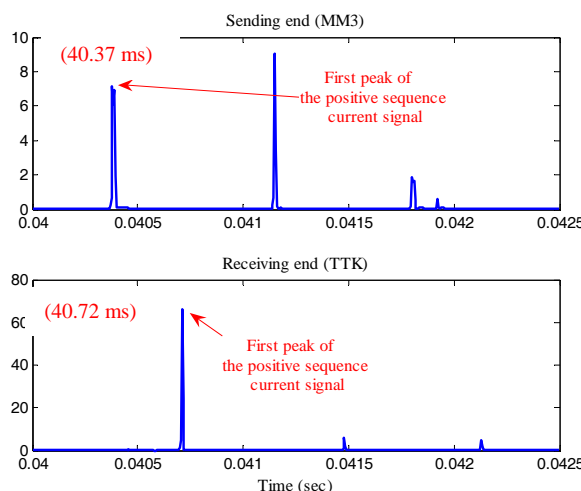 Sending end (MM3)
10
8
6
4
2
0
(40.37 ms)
First peak of
the positive sequence
current signal
0.04
0.0405
0.041
0.0415
0.042
0.0425
Receiving end (TTK)
80
60
40
20
0
(40.72 ms)
First peak of
the positive sequence
current signal
0.04
0.0405
0.041
0.0415
0.042
0.0425
Time (sec)